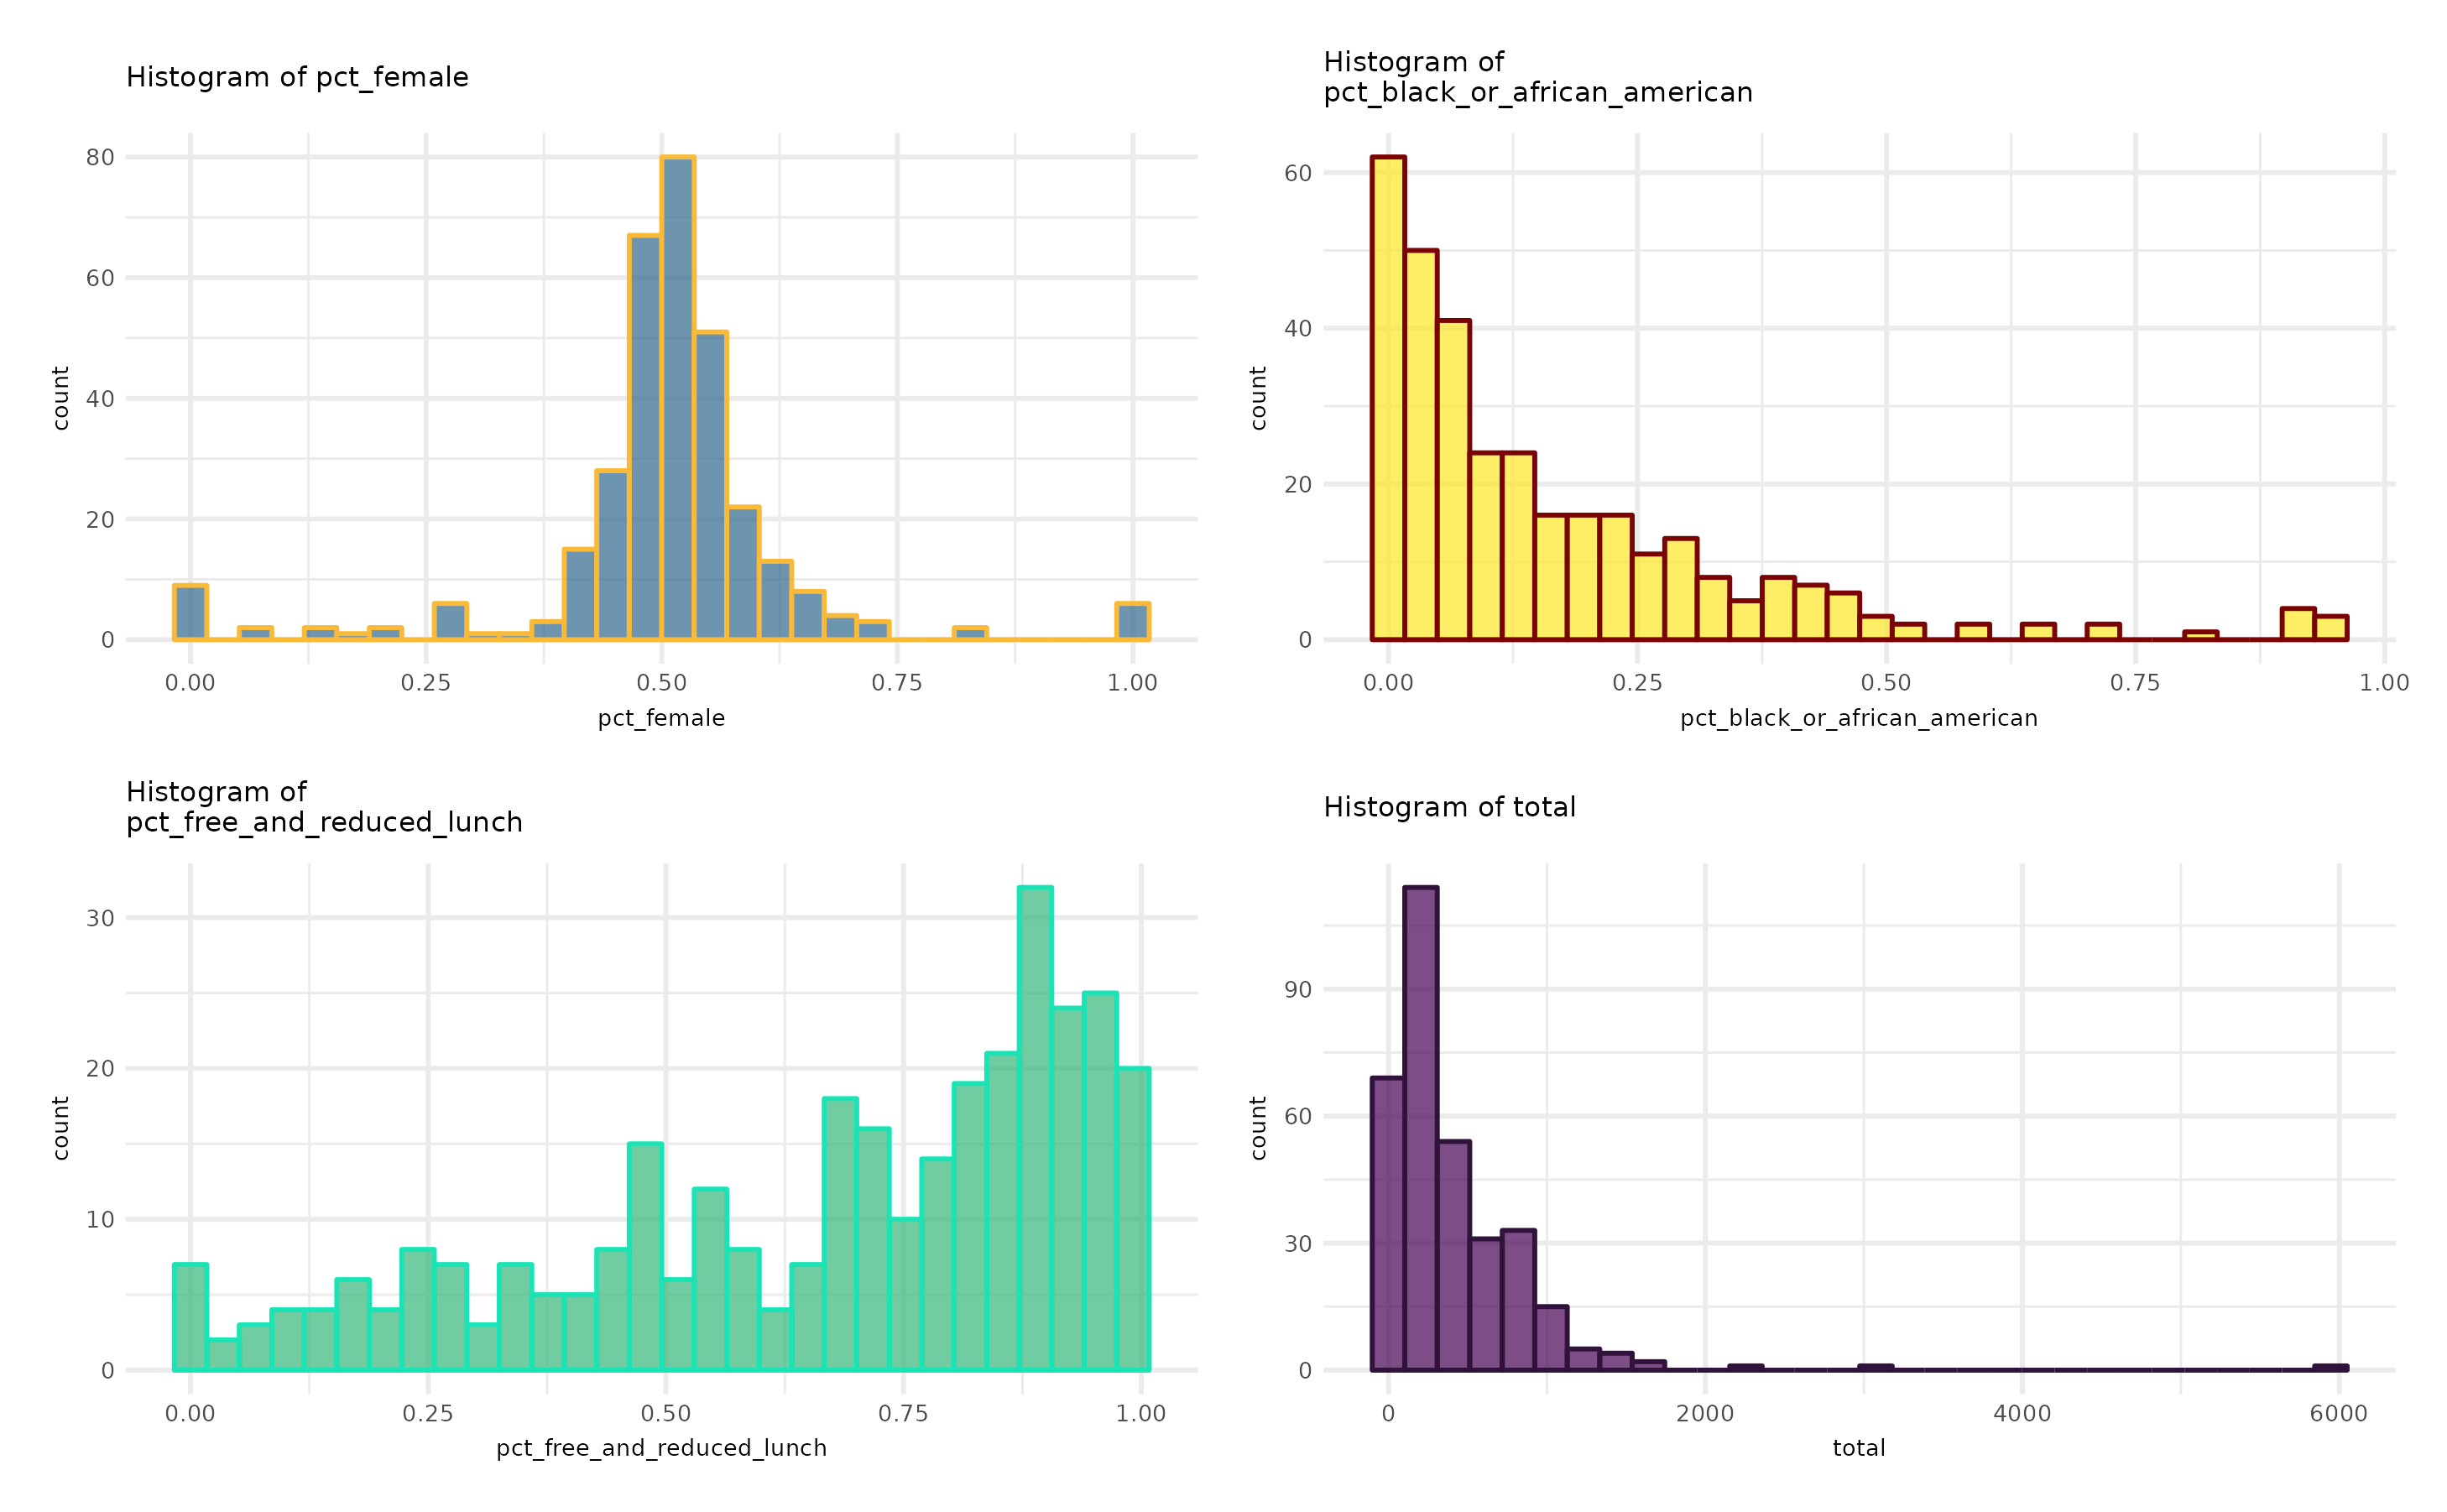 Histogram of pct_female
80
60
40
20
0
count
0.00 0.25 0.50 0.75 1.00
pct_female
Histogram of
pct_black_or_african_american
60
40
20
0
count
0.00 0.25 0.50 0.75 1.00
pct_black_or_african_american
Histogram of
pct_free_and_reduced_lunch
30
20
10
0
count
0.00 0.25 0.50 0.75 1.00
pct_free_and_reduced_lunch
Histogram of total
90
60
30
0
count
0 2000 4000 6000
total